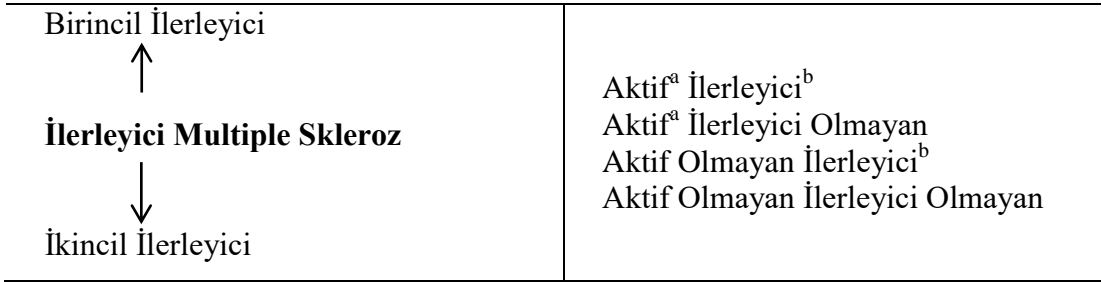 Birincil İlerleyici
İlerleyici Multiple Skleroz
İkincil İlerleyici
Aktifᵃ İlerleyiciᵇ
Aktifᵃ İlerleyici Olmayan
Aktif Olmayan İlerleyiciᵇ
Aktif Olmayan İlerleyici Olmayan